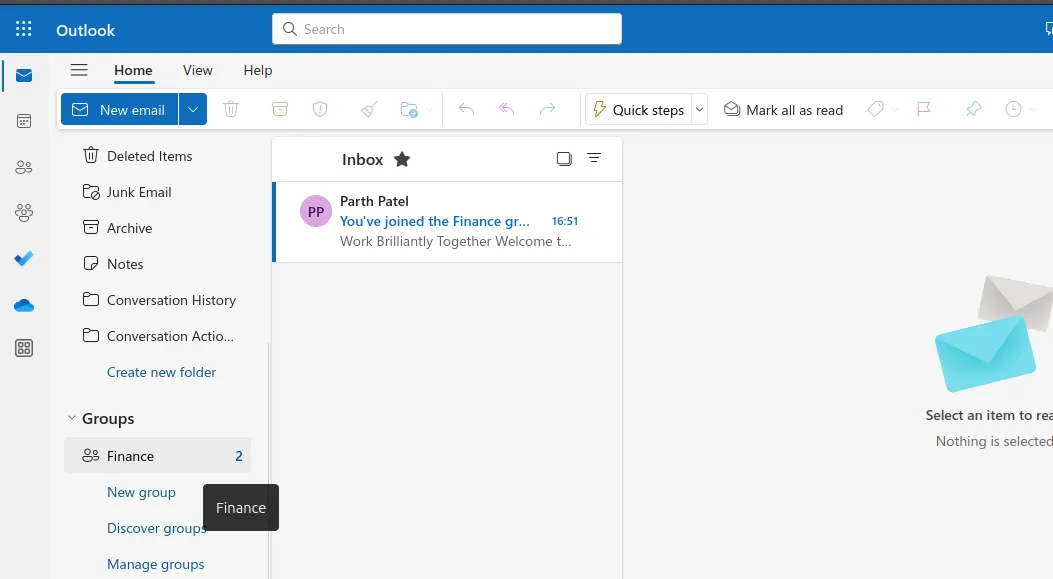 Outlook
Search
Home View Help
New email Quick steps Mark all as read
Deleted Items
Junk Email
Archive
Notes
Conversation History
Conversation Actio...
Create new folder
Groups
Finance 2
New group
Finance
Discover groups
Manage groups
Inbox
PP
Parth Patel
You've joined the Finance gr... 16:51
Work Brilliantly Together Welcome t...
Select an item to rea
Nothing is selected